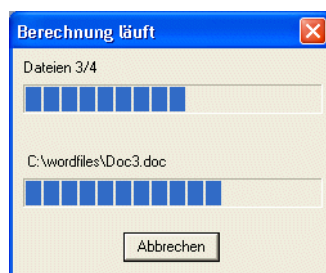 Berechnung läuft
Dateien 3/4
C:\wordfiles\Doc3.doc
Abbrechen